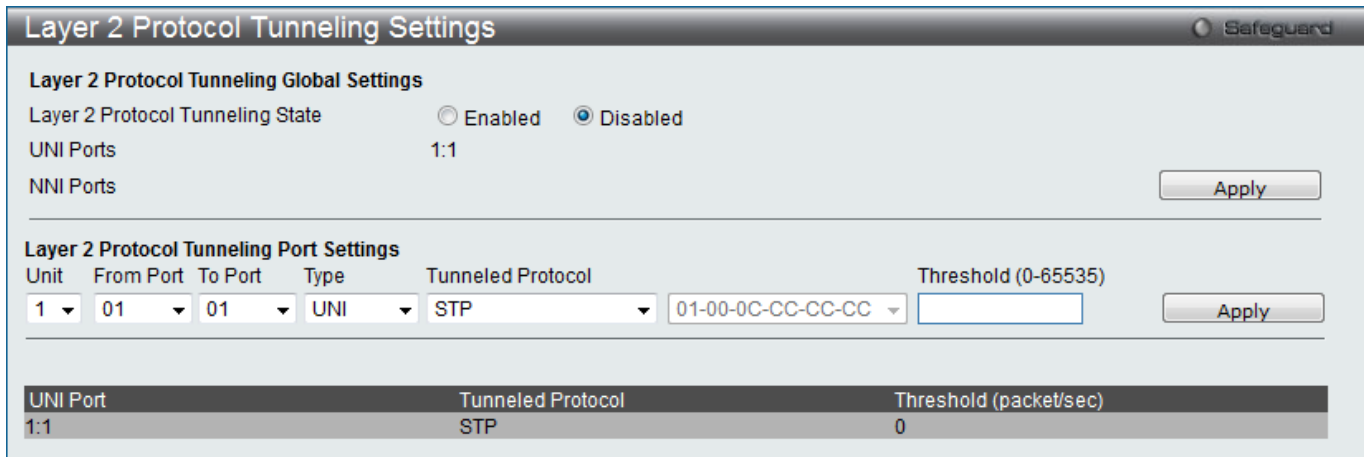 Layer 2 Protocol Tunneling Settings
Safeguard
Layer 2 Protocol Tunneling Global Settings
Layer 2 Protocol Tunneling State Enabled Disabled
UNI Ports 1:1
NNI Ports Apply
Layer 2 Protocol Tunneling Port Settings
Unit From Port To Port Type Tunneled Protocol Threshold (0-65535)
1 01 01 UNI STP 01-00-0C-CC-CC-CC Apply
UNI Port Tunneled Protocol Threshold (packet/sec)
1:1 STP 0